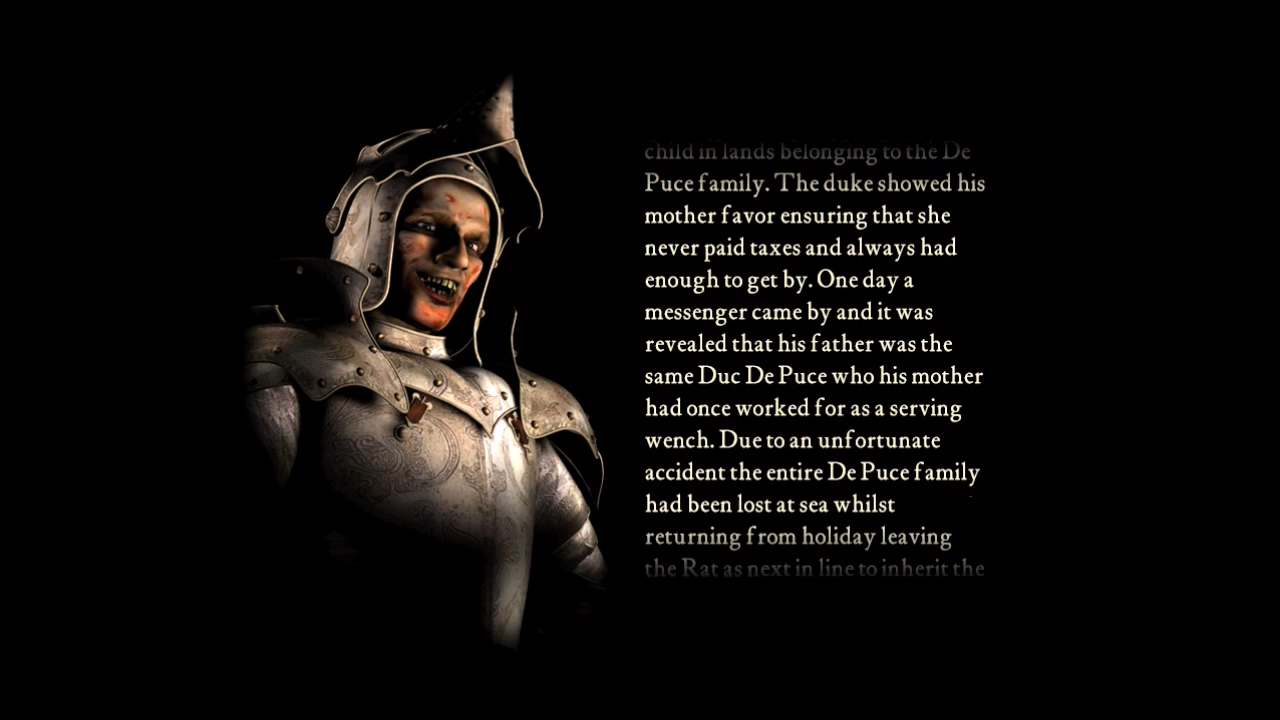 child in lands belonging to the De
Puce family. The duke showed his
mother favor ensuring that she
never paid taxes and always had
enough to get by. One day a
messenger came by and it was
revealed that his father was the
same Duc De Puce who his mother
had once worked for as a serving
wench. Due to an unfortunate
accident the entire De Puce family
had been lost at sea whilst
returning from holiday leaving
the Rat as next in line to inherit the